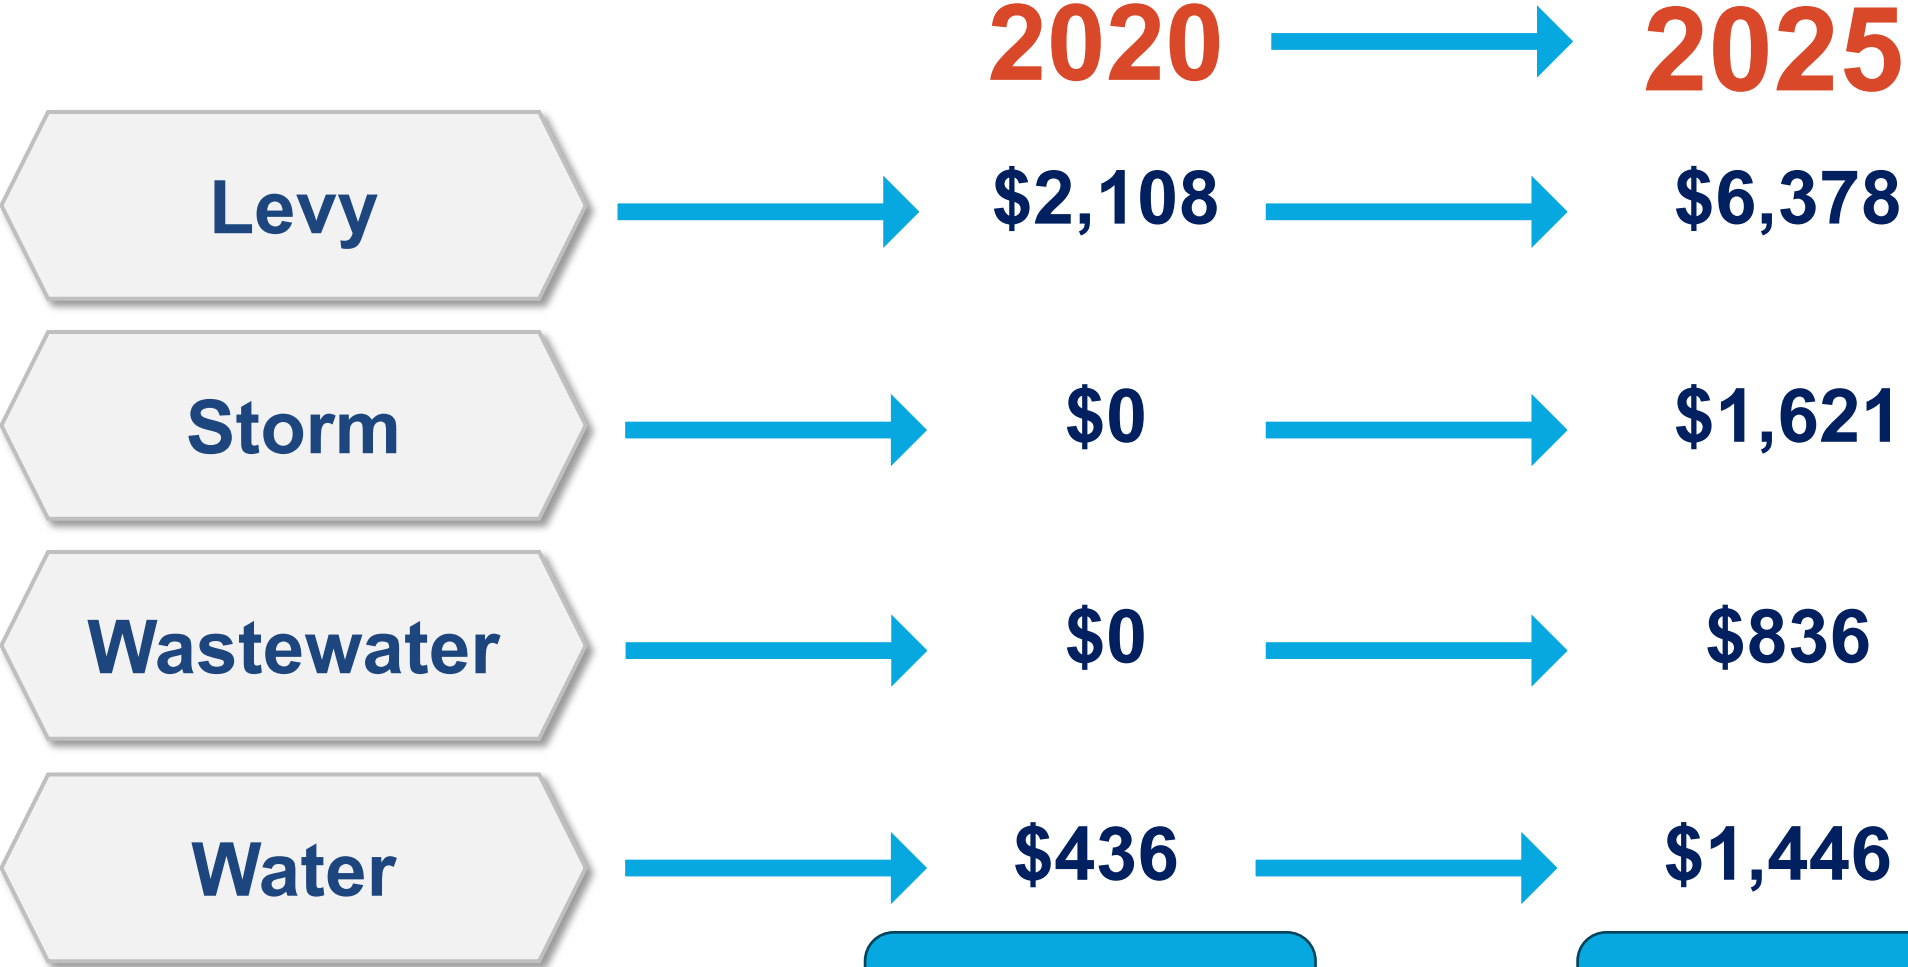 2020 2025
Levy $2,108 $6,378
Storm $0 $1,621
Wastewater $0 $836
Water $436 $1,446